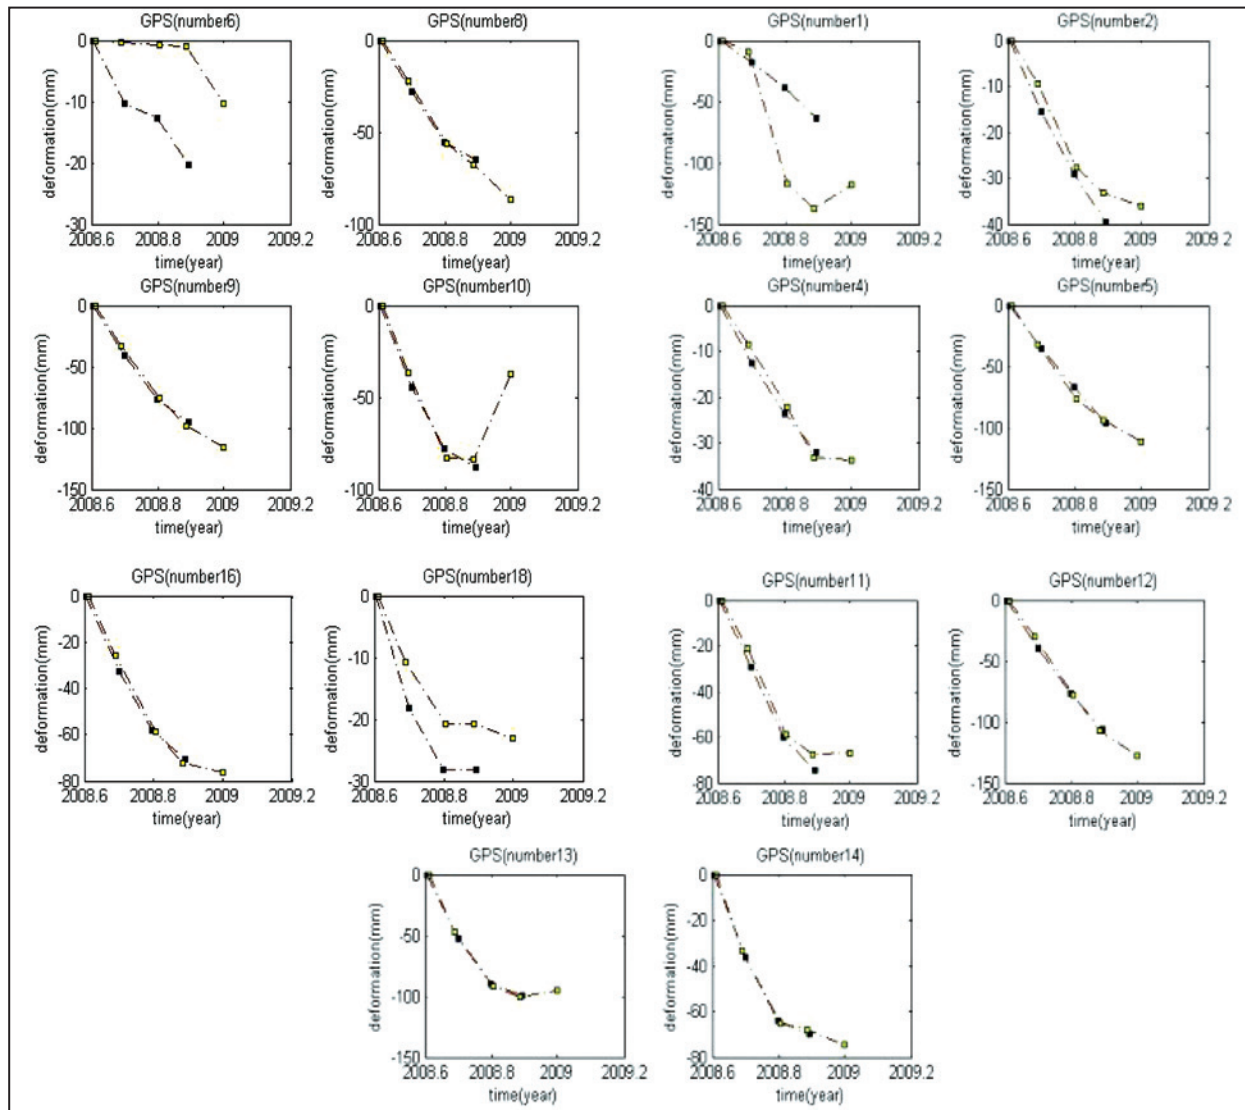 GPS(number6) GPS(number8) GPS(number1) GPS(number2)
deformation(mm) deformation(mm) deformation(mm) deformation(mm)
0 -10 -20 -30
0 -50 -100
0 -50 -100 -150
0 -10 -20 -30 -40
2008.6 2008.8 2009 2009.2 2008.6 2008.8 2009 2009.2 2008.6 2008.8 2009 2009.2 2008.6 2008.8 2009 2009.2
time(year) time(year) time(year) time(year)
GPS(number9) GPS(number10) GPS(number4) GPS(number5)
deformation(mm) deformation(mm) deformation(mm) deformation(mm)
0 -50 -100 -150
0 -20 -40 -60 -80 -100
0 -10 -20 -30 -40
0 -50 -100 -150
2008.6 2008.8 2009 2009.2 2008.6 2008.8 2009 2009.2 2008.6 2008.8 2009 2009.2 2008.6 2008.8 2009 2009.2
time(year) time(year) time(year) time(year)
GPS(number16) GPS(number18) GPS(number11) GPS(number12)
deformation(mm) deformation(mm) deformation(mm) deformation(mm)
0 -20 -40 -60 -80
0 -10 -20 -30
0 -20 -40 -60 -80
0 -50 -100 -150
2008.6 2008.8 2009 2009.2 2008.6 2008.8 2009 2009.2 2008.6 2008.8 2009 2009.2 2008.6 2008.8 2009 2009.2
time(year) time(year) time(year) time(year)
GPS(number13) GPS(number14)
deformation(mm) deformation(mm)
0 -50 -100 -150
0 -20 -40 -60 -80
2008.6 2008.8 2009 2009.2 2008.6 2008.8 2009 2009.2
time(year) time(year)